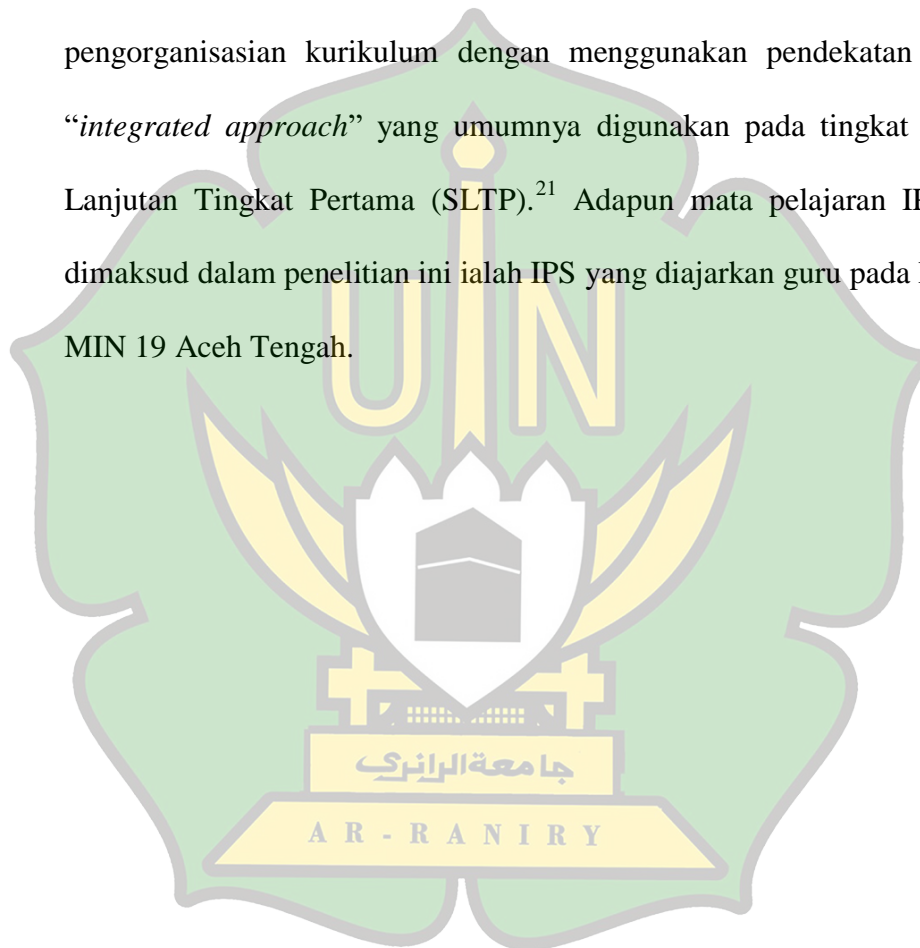 pengorganisasian kurikulum dengan menggunakan pendekatan
“integrated approach” yang umumnya digunakan pada tingkat
Lanjutan Tingkat Pertama (SLTP).21 Adapun mata pelajaran
dimaksud dalam penelitian ini ialah IPS yang diajarkan guru pada
MIN 19 Aceh Tengah.
UIN
جامعة الرانري
AR-RANIRY